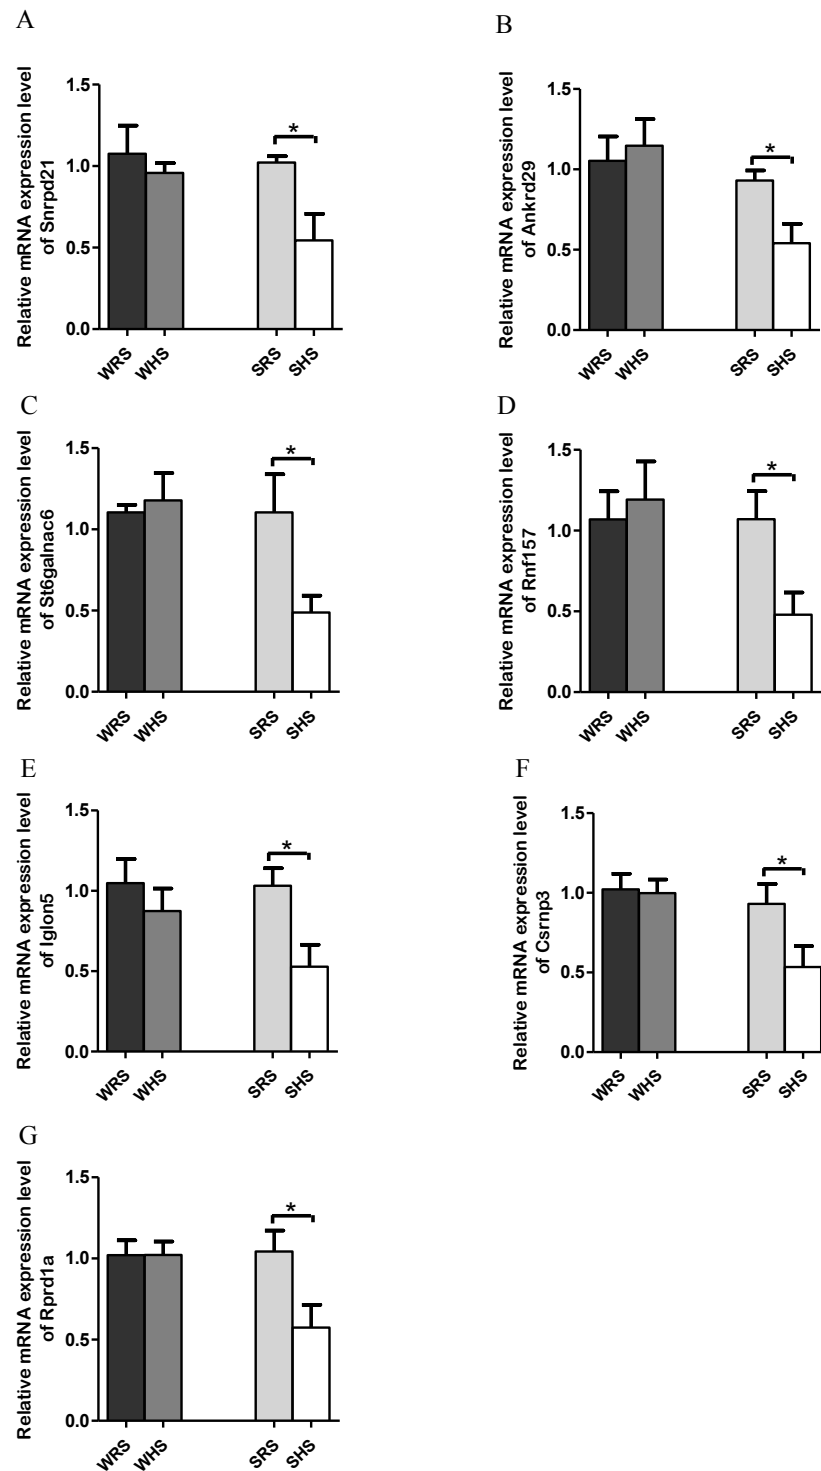 A
Relative mRNA expression level
of Snrpd21
1.5
1.0
0.5
0.0
*
WRS
WHS
SRS
SHS
B
Relative mRNA expression level
of Ankrd29
1.5
1.0
0.5
0.0
*
WRS
WHS
SRS
SHS
C
Relative mRNA expression level
of St6galnac6
1.5
1.0
0.5
0.0
*
WRS
WHS
SRS
SHS
D
Relative mRNA expression level
of Rnf157
1.5
1.0
0.5
0.0
*
WRS
WHS
SRS
SHS
E
Relative mRNA expression level
of Iglon5
1.5
1.0
0.5
0.0
*
WRS
WHS
SRS
SHS
F
Relative mRNA expression level
of Csrnp3
1.5
1.0
0.5
0.0
*
WRS
WHS
SRS
SHS
G
Relative mRNA expression level
of Rprd1a
1.5
1.0
0.5
0.0
*
WRS
WHS
SRS
SHS